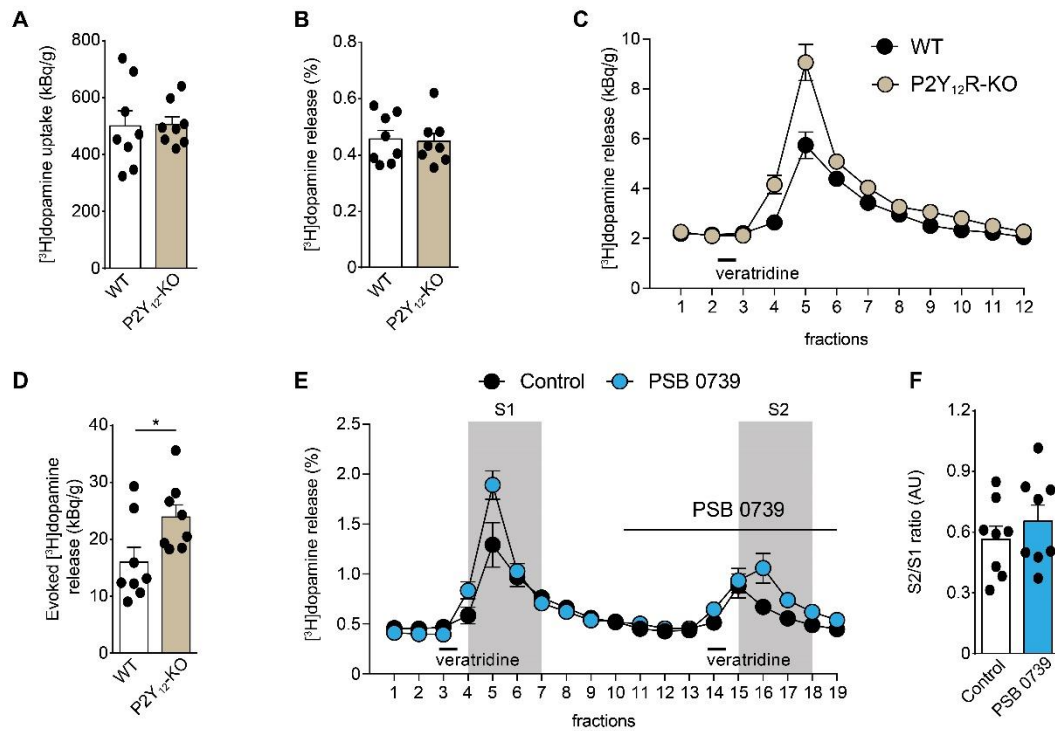 A
[³H]dopamine uptake (kBq/g)
800
600
400
200
0
WT
P2Y₁₂-KO
B
[³H]dopamine release (%)
0.8
0.6
0.4
0.2
0.0
WT
P2Y₁₂-KO
C
[³H]dopamine release (kBq/g)
10
8
6
4
2
0
WT
P2Y₁₂R-KO
veratridine
1 2 3 4 5 6 7 8 9 10 11 12
fractions
D
Evoked [³H]dopamine
release (kBq/g)
40
30
20
10
0
*
WT
P2Y₁₂-KO
E
Control PSB 0739
S1 S2
[³H]dopamine release (%)
2.5
2.0
1.5
1.0
0.5
0.0
PSB 0739
veratridine veratridine
1 2 3 4 5 6 7 8 9 10 11 12 13 14 15 16 17 18 19
fractions
F
S2/S1 ratio (AU)
1.2
0.9
0.6
0.3
0.0
Control
PSB 0739